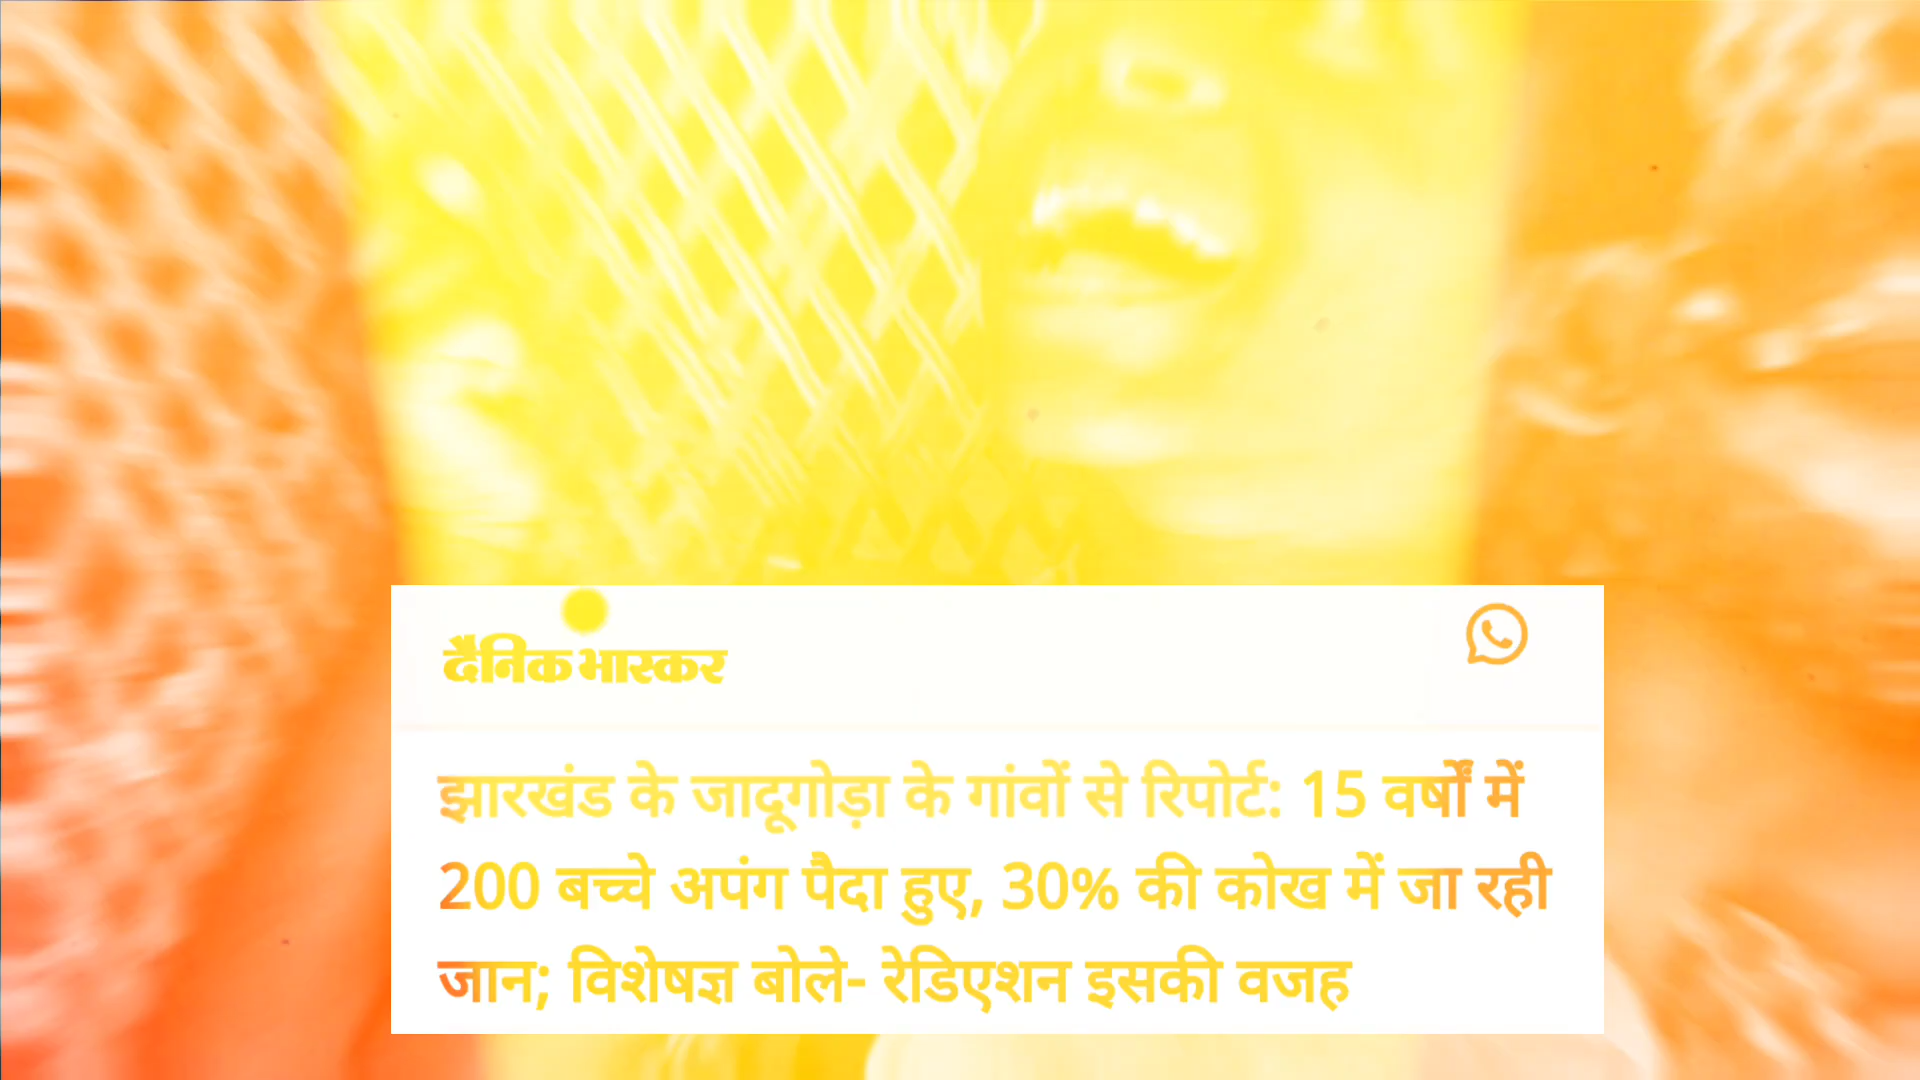 दैनिक भास्कर
झारखंड के जादूगोड़ा के गांवों से रिपोर्ट: 15 वर्षों में
200 बच्चे अपंग पैदा हुए, 30% की कोख में जा रही
जान; विशेषज्ञ बोले- रेडिएशन इसकी वजह